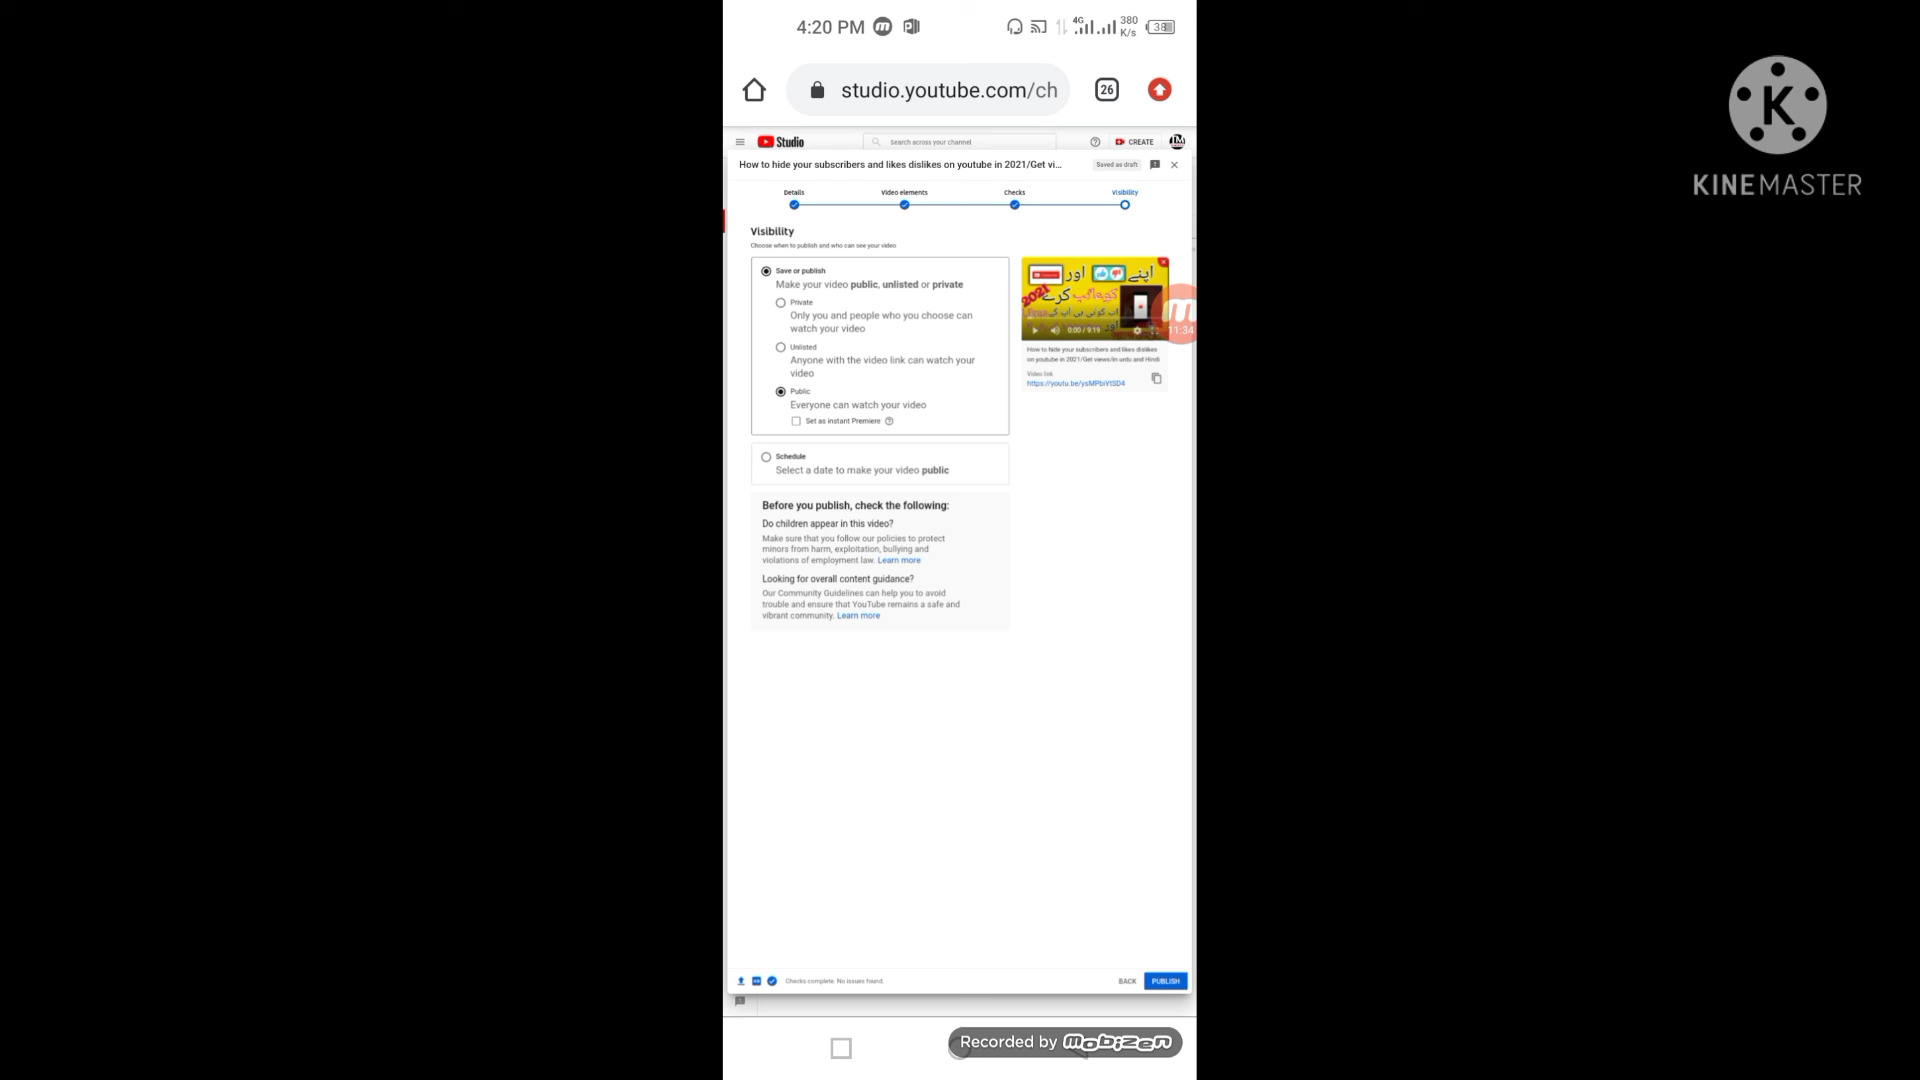 4:20 PM
4G
380
K/s
38
studio.youtube.com/ch
26
KINEMASTER
Studio
Search across your channel
CREATE
How to hide your subscribers and likes dislikes on youtube in 2021/Get vi...
Saved as draft
Details
Video elements
Checks
Visibility
Visibility
Choose when to publish and who can see your video
Save or publish
Make your video public, unlisted or private
Private
Only you and people who you choose can
watch your video
Unlisted
Anyone with the video link can watch your
video
Public
Everyone can watch your video
Set as instant Premiere
Schedule
Select a date to make your video public
Before you publish, check the following:
Do children appear in this video?
Make sure that you follow our policies to protect
minors from harm, exploitation, bullying and
violations of employment law. Learn more
Looking for overall content guidance?
Our Community Guidelines can help you to avoid
trouble and ensure that YouTube remains a safe and
vibrant community. Learn more
اپنے اور
2021 کرے
0:00 / 9:19
11:34
How to hide your subscribers and likes dislikes
on youtube in 2021/Get views/in urdu and Hindi
Video link
https://youtu.be/ysMPbiYtSD4
Checks complete. No issues found.
BACK
PUBLISH
Recorded by mobizen